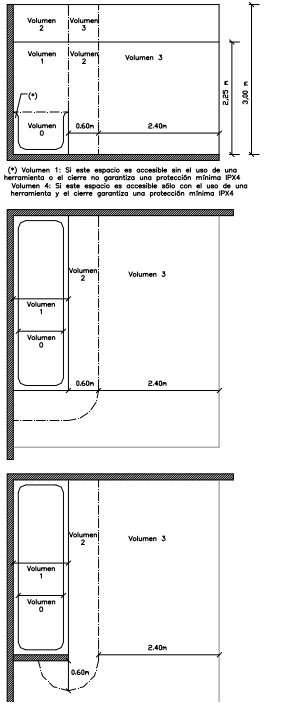 Volumen
2
Volumen
3
Volumen
1
Volumen
2
Volumen 3
(*)
Volumen
0
0.60m
2.40m
2,25 m
3,00 m
(*) Volumen 1: Si este espacio es accesible sin el uso de una
herramienta o el cierre no garantiza una protección mínima IPX4
Volumen 4: Si este espacio es accesible sólo con el uso de una
herramienta y el cierre garantiza una protección mínima IPX4
Volumen
2
Volumen 3
Volumen
1
Volumen
0
0.60m
2.40m
Volumen
2
Volumen 3
Volumen
1
Volumen
0
2.40m
0.60m